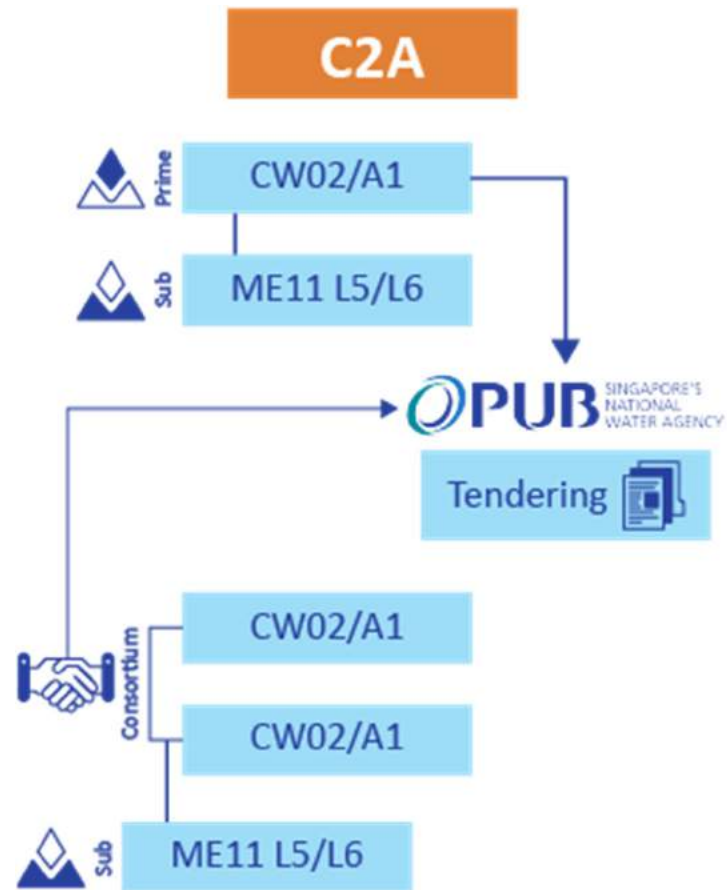 C2A
Prime
CW02/A1
Sub
ME11 L5/L6
PUB
SINGAPORE'S
NATIONAL
WATER AGENCY
Tendering
Consortium
CW02/A1
CW02/A1
Sub
ME11 L5/L6